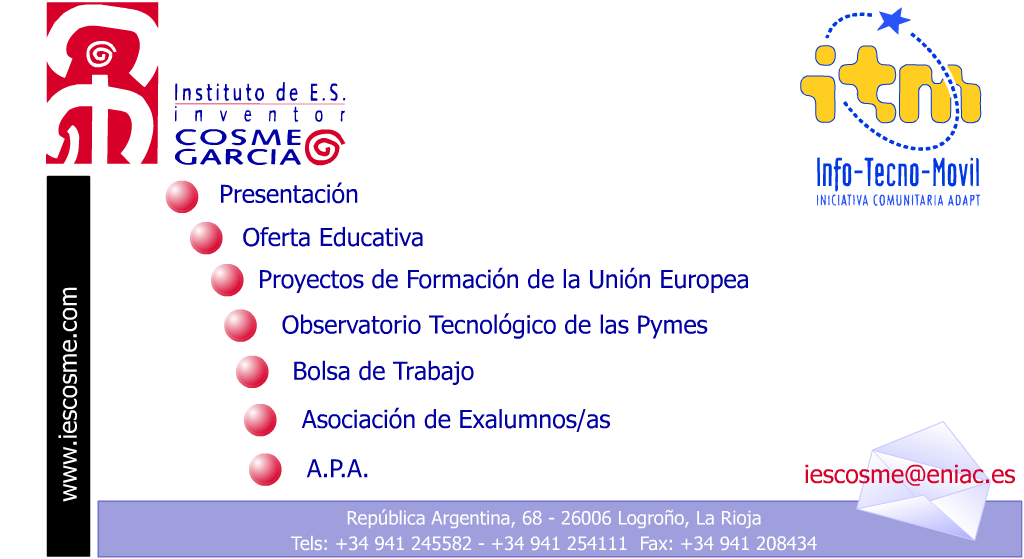 Instituto de E.S.
inventor
COSME
GARCIA
itm
Info-Tecno-Movil
INICIATIVA COMUNITARIA ADAPT
Presentación
Oferta Educativa
Proyectos de Formación de la Unión Europea
Observatorio Tecnológico de las Pymes
Bolsa de Trabajo
Asociación de Exalumnos/as
A.P.A.
www.iescosme.com
iescosme@eniac.es
República Argentina, 68 - 26006 Logroño, La Rioja
Tels: +34 941 245582 - +34 941 254111 Fax: +34 941 208434